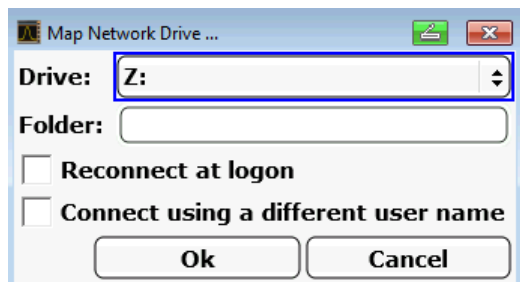 Map Network Drive ...
Drive: Z:
Folder:
Reconnect at logon
Connect using a different user name
Ok Cancel